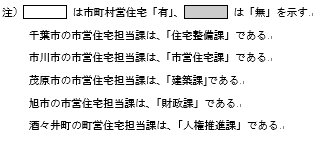 注） は市町村営住宅「有」、 は「無」を示す。
千葉市の市営住宅担当課は、「住宅整備課」である。
市川市の市営住宅担当課は、「市営住宅課」である。
茂原市の市営住宅担当課は、「建築課」である。
旭市の市営住宅担当課は、「財政課」である。
酒々井町の町営住宅担当課は、「人権推進課」である。